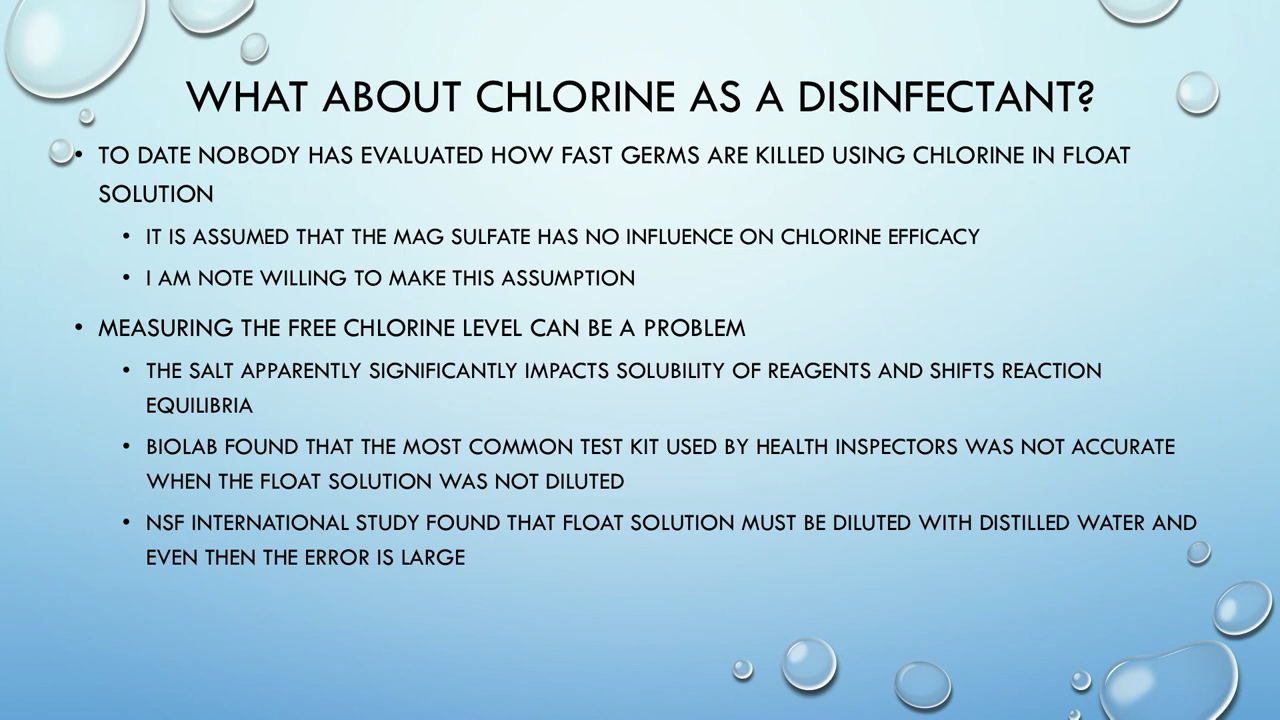 WHAT ABOUT CHLORINE AS A DISINFECTANT?
• TO DATE NOBODY HAS EVALUATED HOW FAST GERMS ARE KILLED USING CHLORINE IN FLOAT
SOLUTION
• IT IS ASSUMED THAT THE MAG SULFATE HAS NO INFLUENCE ON CHLORINE EFFICACY
• I AM NOTE WILLING TO MAKE THIS ASSUMPTION
• MEASURING THE FREE CHLORINE LEVEL CAN BE A PROBLEM
• THE SALT APPARENTLY SIGNIFICANTLY IMPACTS SOLUBILITY OF REAGENTS AND SHIFTS REACTION
EQUILIBRIA
• BIOLAB FOUND THAT THE MOST COMMON TEST KIT USED BY HEALTH INSPECTORS WAS NOT ACCURATE
WHEN THE FLOAT SOLUTION WAS NOT DILUTED
• NSF INTERNATIONAL STUDY FOUND THAT FLOAT SOLUTION MUST BE DILUTED WITH DISTILLED WATER AND
EVEN THEN THE ERROR IS LARGE